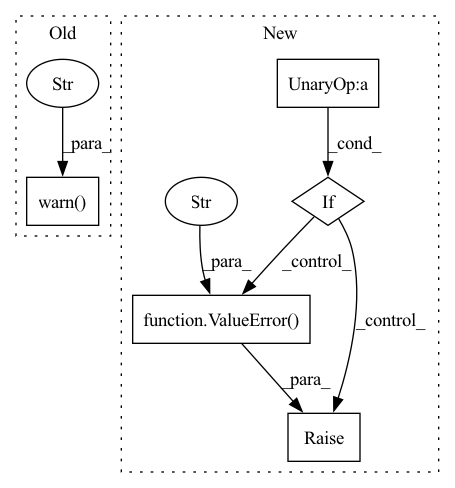 Old
New
Str
UnaryOp:a
_para_
_cond_
warn()
Str
If
_para_
_control_
function.ValueError()
_control_
_para_
Raise